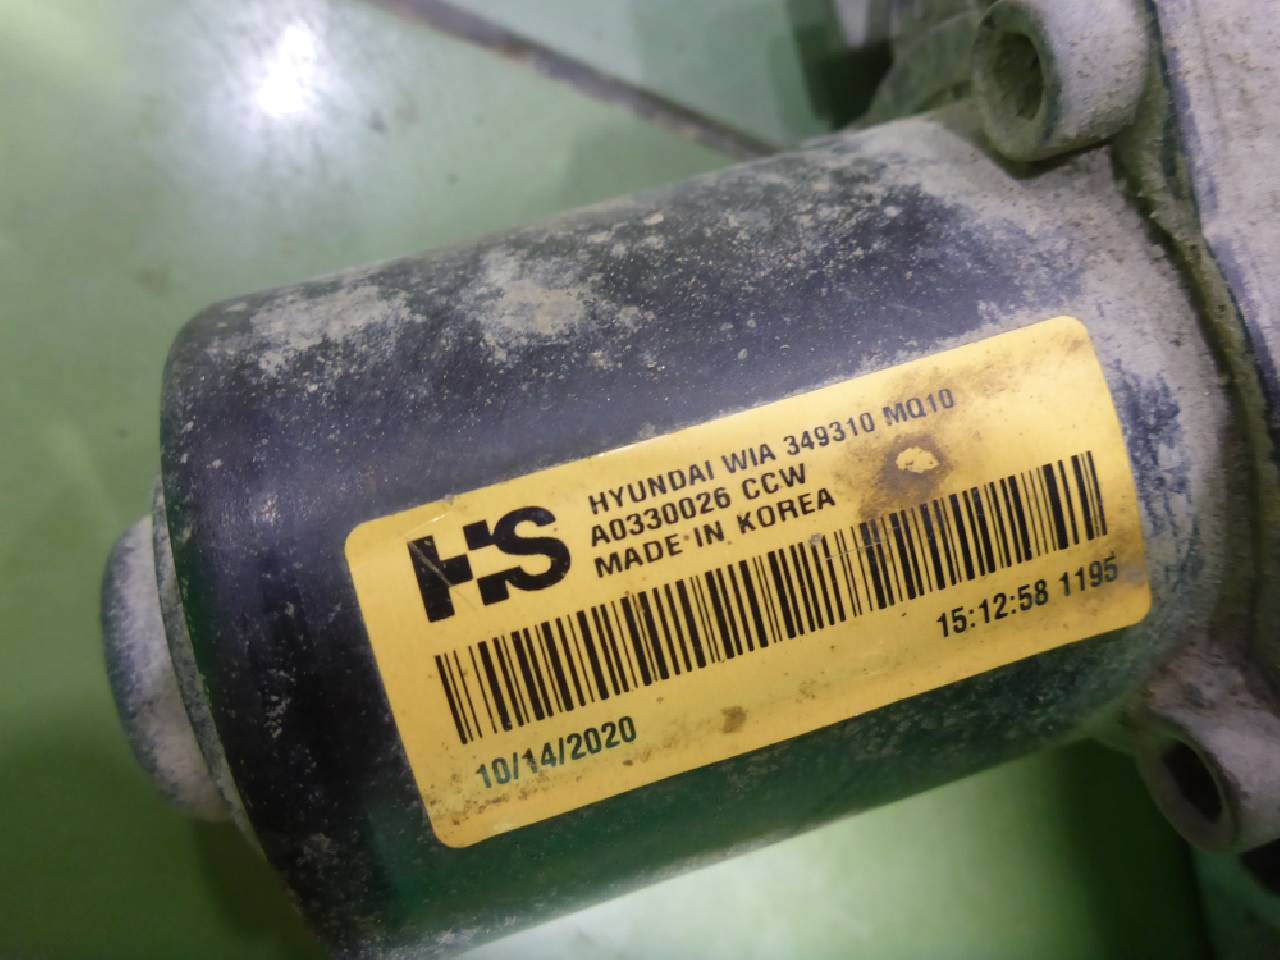 HS
HYUNDAI WIA 349310 MQ10
A0330026 CCW
MADE IN KOREA
15:12:58 1195
10/14/2020